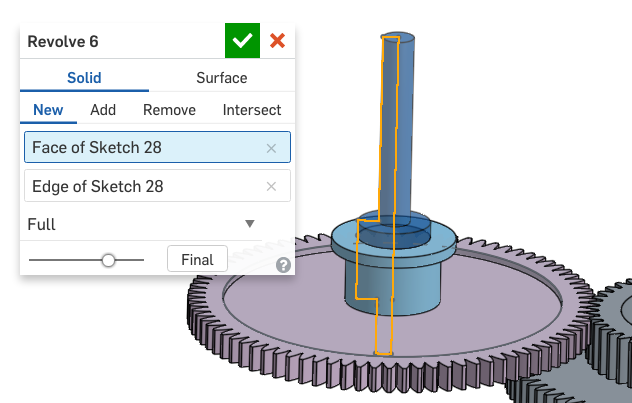 Revolve 6
Solid Surface
New Add Remove Intersect
Face of Sketch 28
Edge of Sketch 28
Full
Final
?